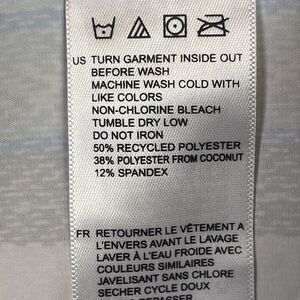 US TURN GARMENT INSIDE OUT
BEFORE WASH
MACHINE WASH COLD WITH
LIKE COLORS
NON-CHLORINE BLEACH
TUMBLE DRY LOW
DO NOT IRON
50% RECYCLED POLYESTER
38% POLYESTER FROM COCONUT
12% SPANDEX
FR RETOURNER LE VÊTEMENT À
L'ENVERS AVANT LE LAVAGE
LAVER À L'EAU FROIDE AVEC
COULEURS SIMILAIRES
JAVELISANT SANS CHLORE
SECHER CYCLE DOUX
REPASSER